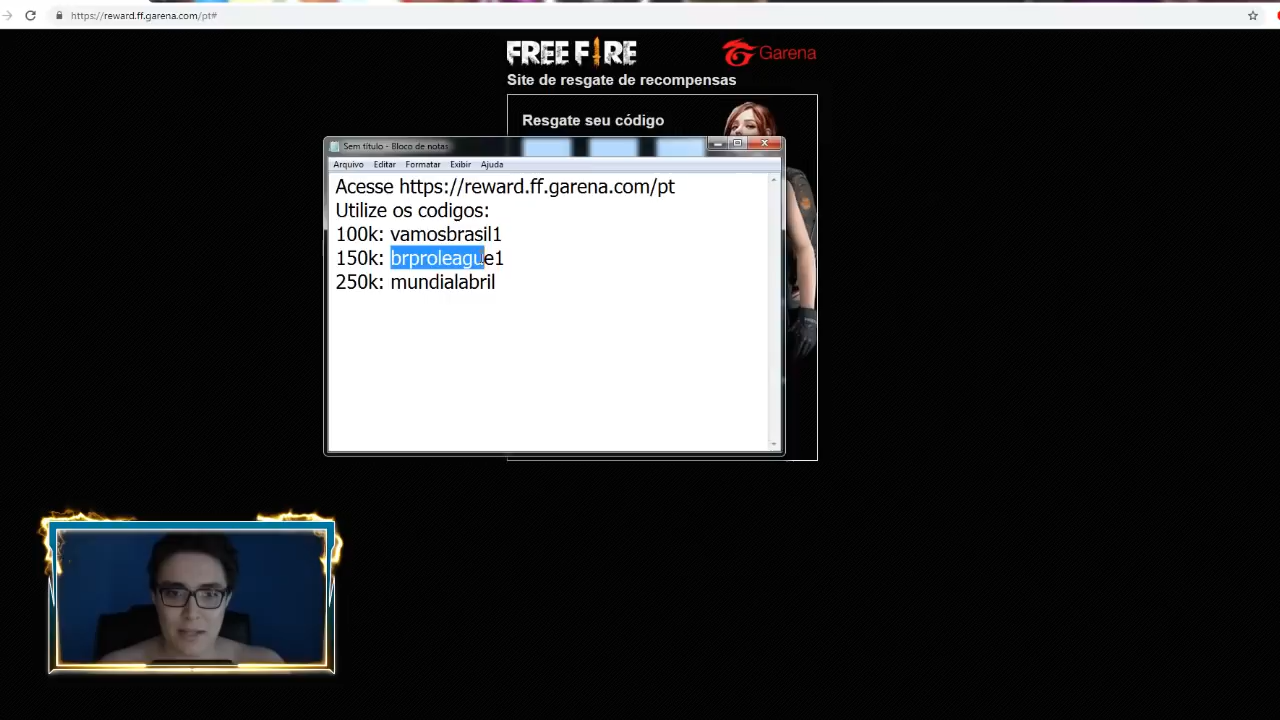 https://reward.ff.garena.com/pt#
FREE FIRE
Garena
Site de resgate de recompensas
Resgate seu código
Sem título - Bloco de notas
Arquivo Editar Formatar Exibir Ajuda
Acesse https://reward.ff.garena.com/pt
Utilize os codigos:
100k: vamosbrasil1
150k: brproleague1
250k: mundialabril